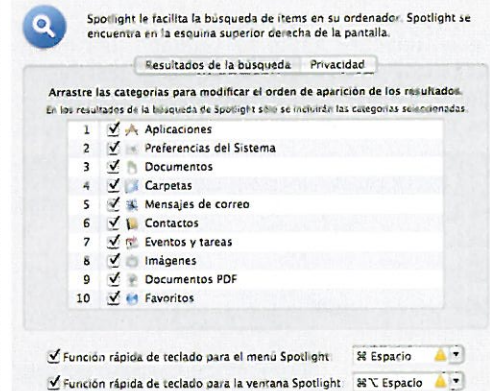 Spotlight le facilita la búsqueda de ítems en su ordenador. Spotlight se
encuentra en la esquina superior derecha de la pantalla.
Resultados de la búsqueda Privacidad
Arrastre las categorías para modificar el orden de aparición de los resultados.
En los resultados de la búsqueda de Spotlight sólo se incluirán las categorías seleccionadas.
1 Aplicaciones
2 Preferencias del Sistema
3 Documentos
4 Carpetas
5 Mensajes de correo
6 Contactos
7 Eventos y tareas
8 Imágenes
9 Documentos PDF
10 Favoritos
Función rápida de teclado para el menú Spotlight: ⌘ Espacio
Función rápida de teclado para la ventana Spotlight: ⌘⌥ Espacio